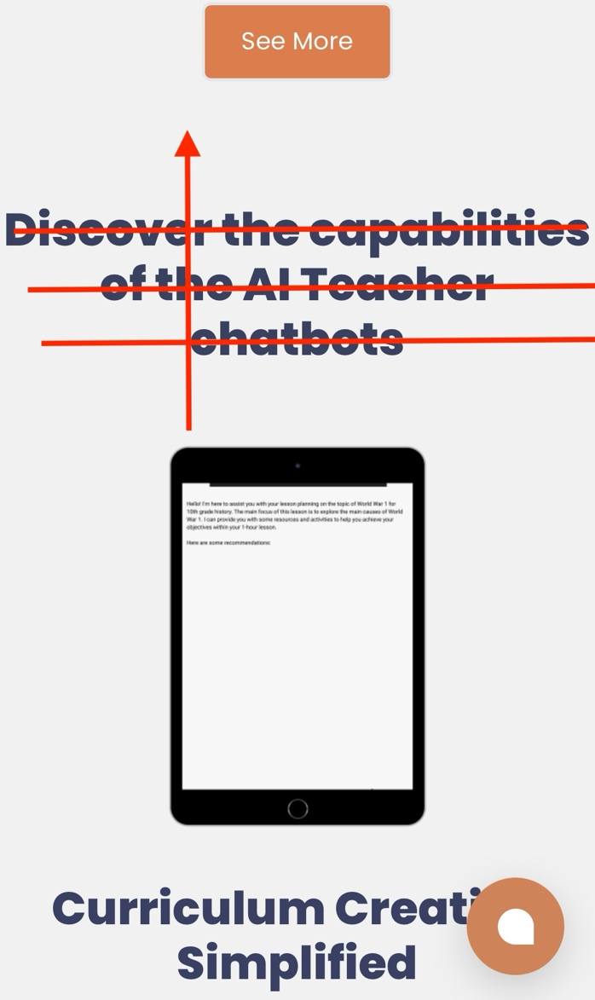 See More
Discover the capabilities
of the AI Teacher
chatbots
Hello! I'm here to assist you with your lesson planning on the topic of World War 1 for
10th grade history. The main focus of this lesson is to explore the main causes of World
War 1. I can provide you with some resources and activities to help you achieve your
objectives within your 1-hour lesson.
Here are some recommendations:
Curriculum Creati
Simplified